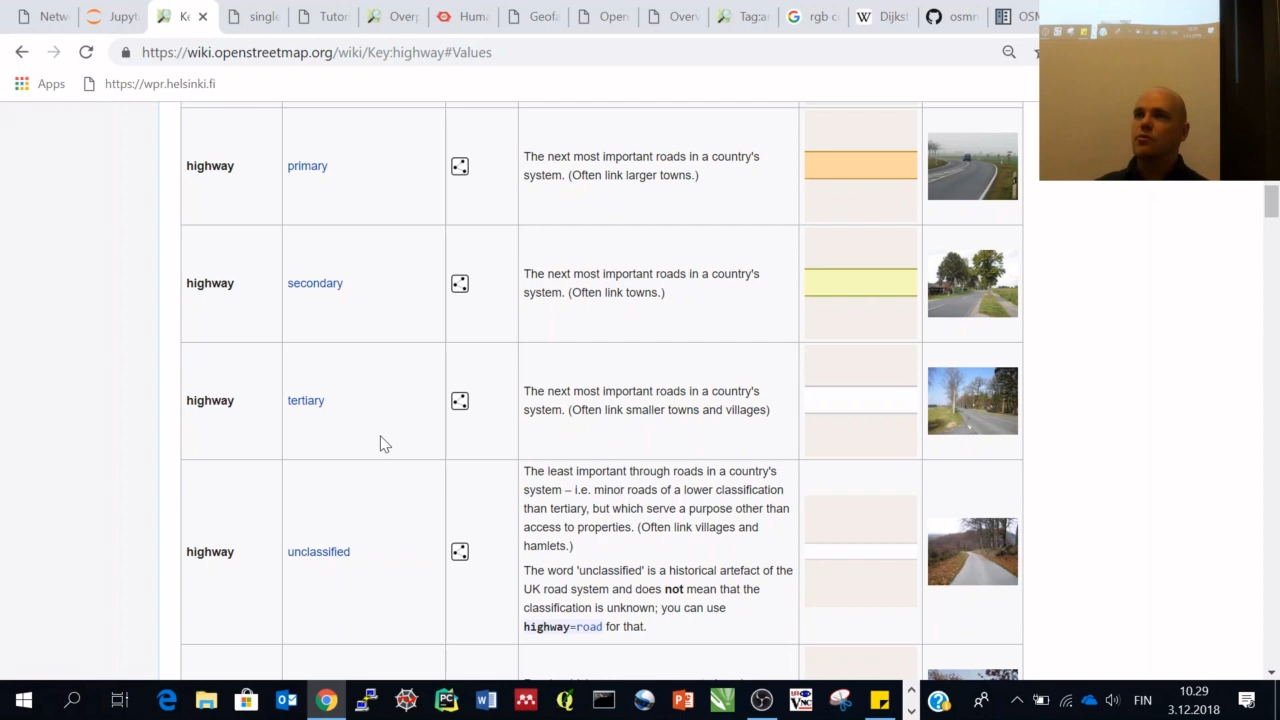 Netw
Jupyt
Ke
single
Tutor
Overp
Huma
Geofa
Open
Overv
Tag:a
rgb co
Dijkst
osmn
OSM
https://wiki.openstreetmap.org/wiki/Key:highway#Values
Apps
https://wpr.helsinki.fi
highway
primary
The next most important roads in a country's
system. (Often link larger towns.)
highway
secondary
The next most important roads in a country's
system. (Often link towns.)
highway
tertiary
The next most important roads in a country's
system. (Often link smaller towns and villages)
highway
unclassified
The least important through roads in a country's
system – i.e. minor roads of a lower classification
than tertiary, but which serve a purpose other than
access to properties. (Often link villages and
hamlets.)
The word 'unclassified' is a historical artefact of the
UK road system and does not mean that the
classification is unknown; you can use
highway=road for that.
FIN
10.29
3.12.2018